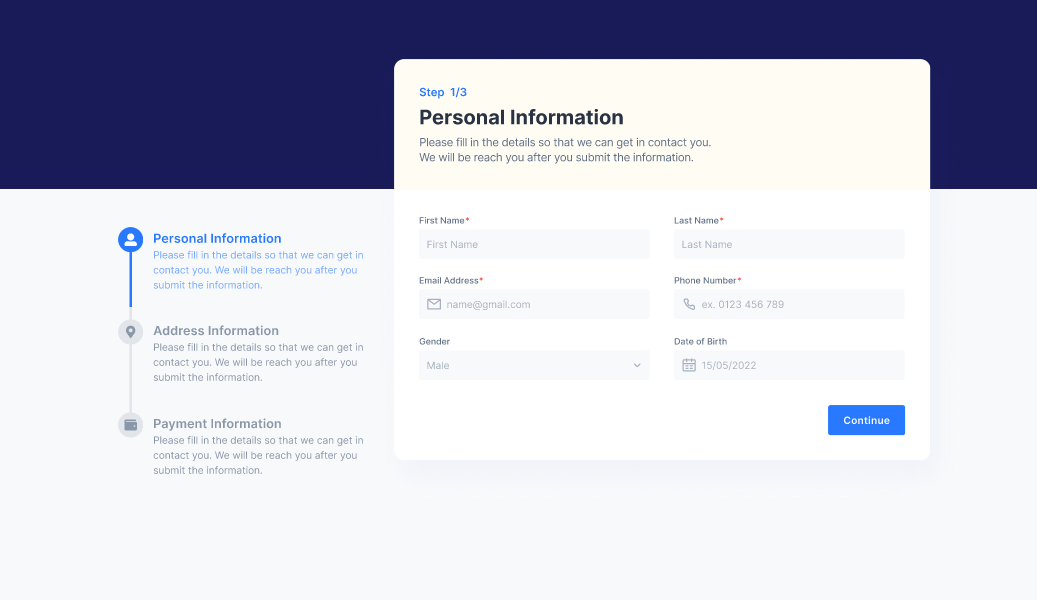 Step 1/3
Personal Information
Please fill in the details so that we can get in contact you.
We will be reach you after you submit the information.
Personal Information
Please fill in the details so that we can get in
contact you. We will be reach you after you
submit the information.
Address Information
Please fill in the details so that we can get in
contact you. We will be reach you after you
submit the information.
Payment Information
Please fill in the details so that we can get in
contact you. We will be reach you after you
submit the information.
First Name*
First Name
Last Name*
Last Name
Email Address*
name@gmail.com
Phone Number*
ex. 0123 456 789
Gender
Male
Date of Birth
15/05/2022
Continue